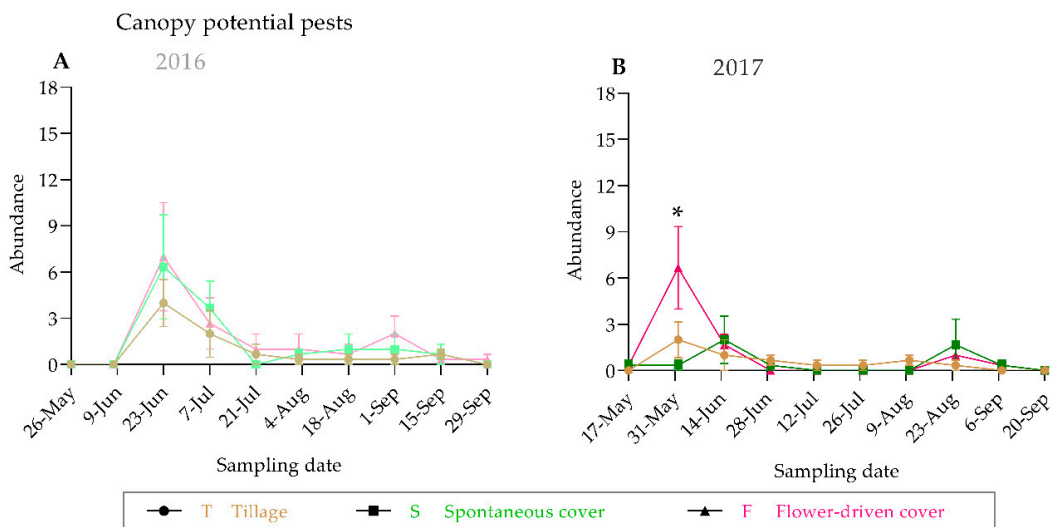 Canopy potential pests
A
2016
18
15
12
9
6
3
0
Abundance
26-May
9-Jun
23-Jun
7-Jul
21-Jul
4-Aug
18-Aug
1-Sep
15-Sep
29-Sep
Sampling date
B
2017
18
15
12
9
6
3
0
Abundance
*
17-May
31-May
14-Jun
28-Jun
12-Jul
26-Jul
9-Aug
23-Aug
6-Sep
20-Sep
Sampling date
T Tillage
S Spontaneous cover
F Flower-driven cover